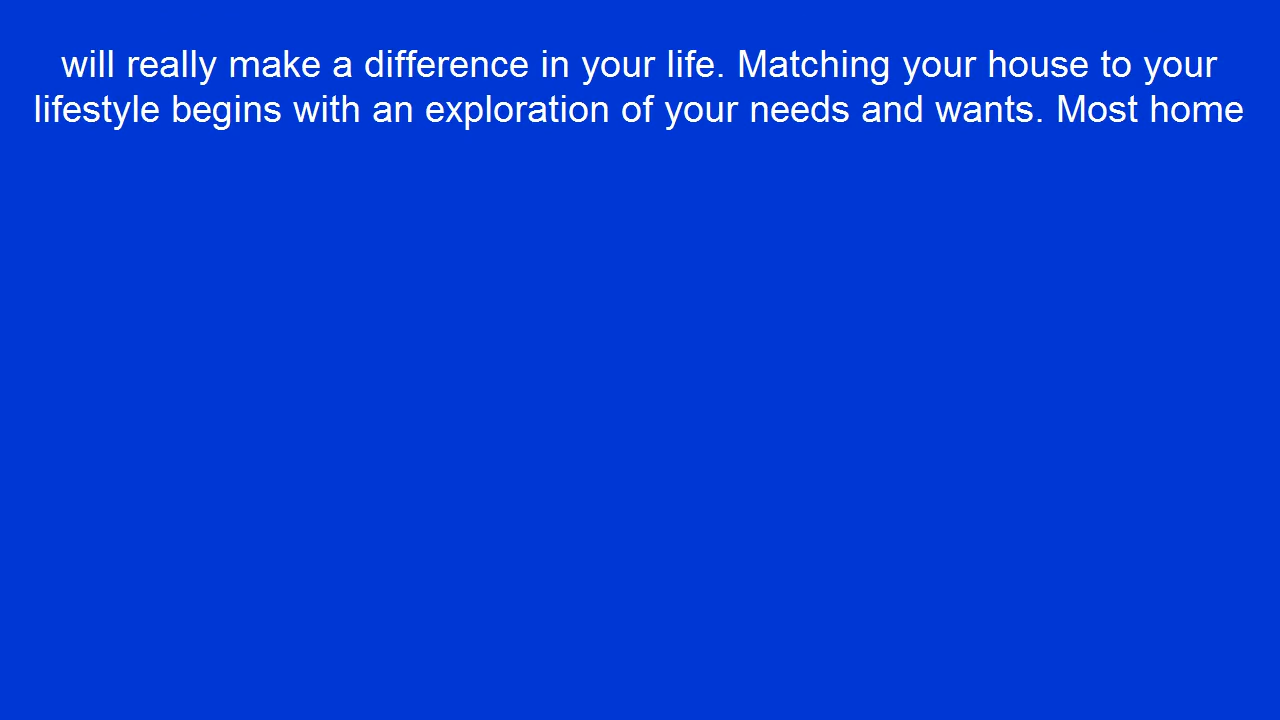 will really make a difference in your life. Matching your house to your
lifestyle begins with an exploration of your needs and wants. Most home